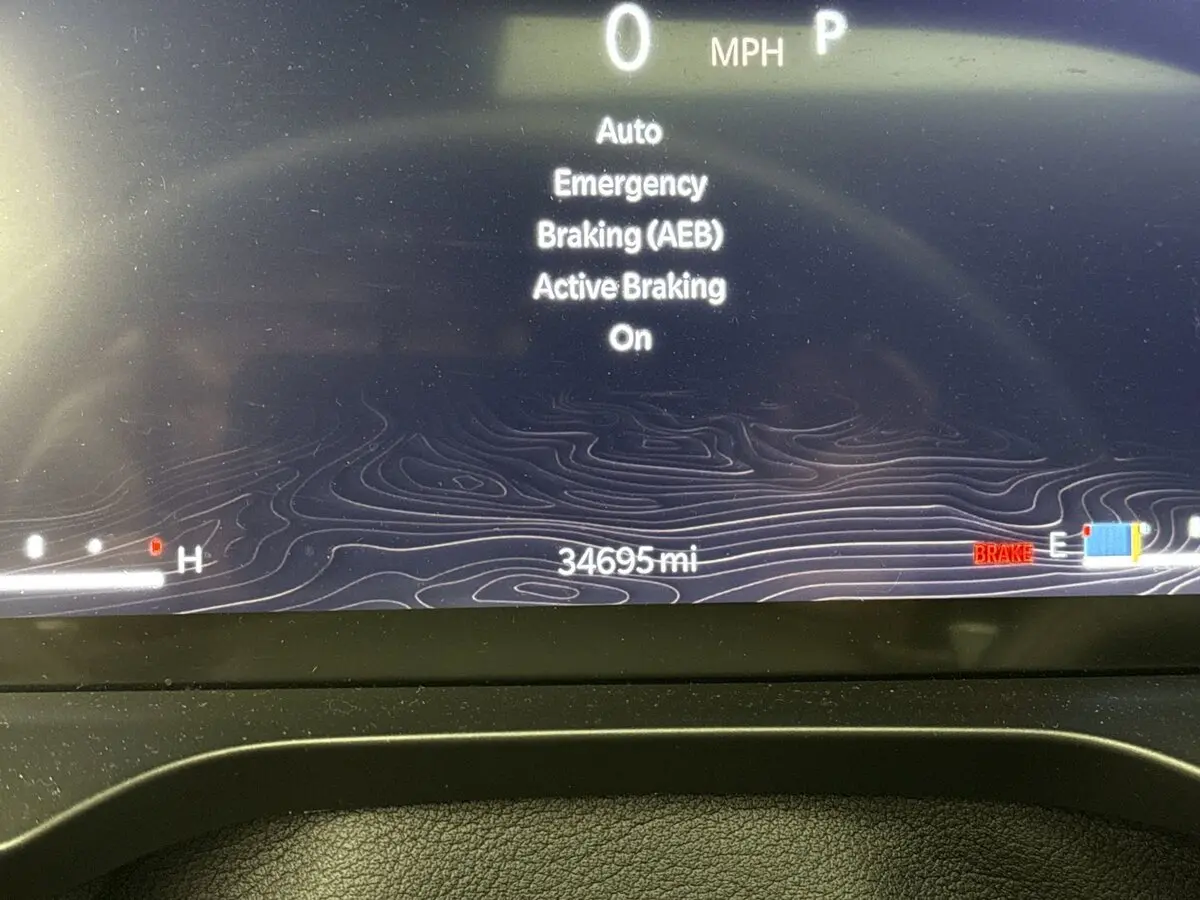 0 MPH P
Auto
Emergency
Braking (AEB)
Active Braking
On
H
34695 mi
BRAKE E